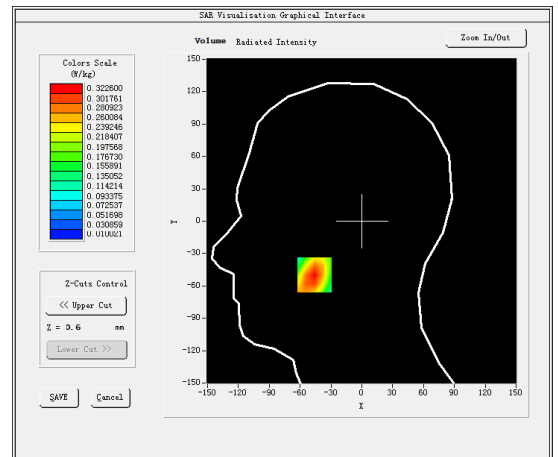 SAR Visualisation Graphical Interface
Volume Radiated Intensity
Zoom In/Out
Colors Scale
(W/kg)
0.322600
0.301761
0.280923
0.260084
0.239246
0.218407
0.197568
0.176730
0.155891
0.135052
0.114214
0.093375
0.072537
0.051698
0.030859
0.010021
Z-Cuts Control
<< Upper Cut
Z = 0.6 mm
Lower Cut >>
SAVE Cancel
150
120
90
60
30
0
-30
-60
-90
-120
-150
Y
-150 -120 -90 -60 -30 0 30 60 90 120 150
X